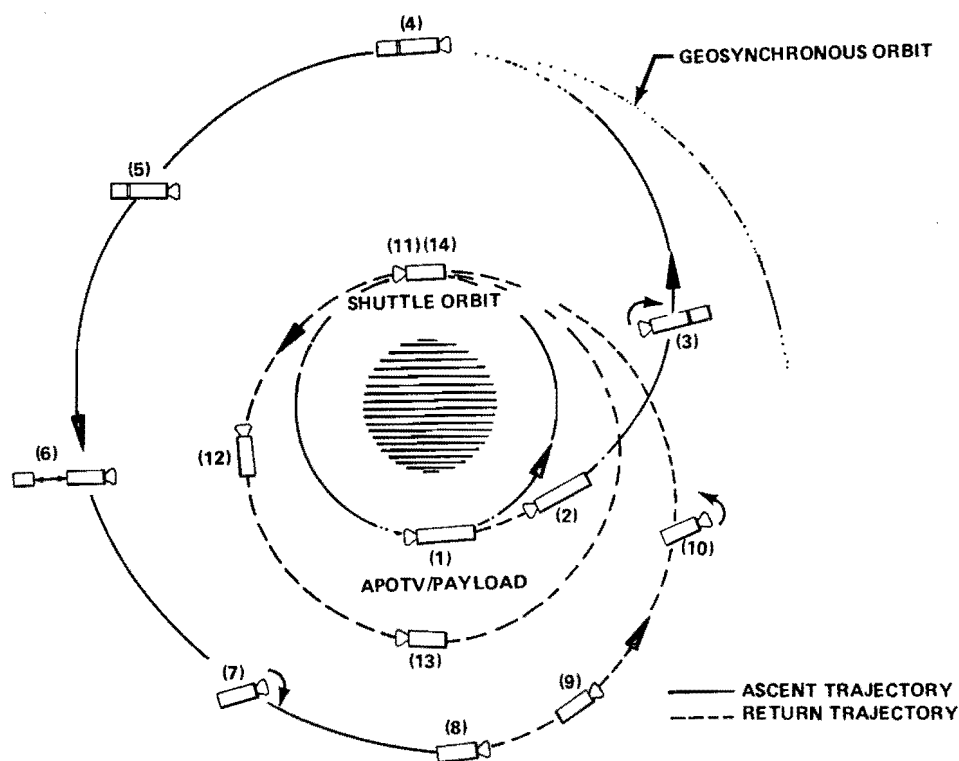 (4)
GEOSYNCHRONOUS ORBIT
(5)
(11) (14)
SHUTTLE ORBIT
(3)
(6)
(12)
(2)
(1)
(10)
APOTV/PAYLOAD
(13)
(7)
(9)
ASCENT TRAJECTORY
RETURN TRAJECTORY
(8)